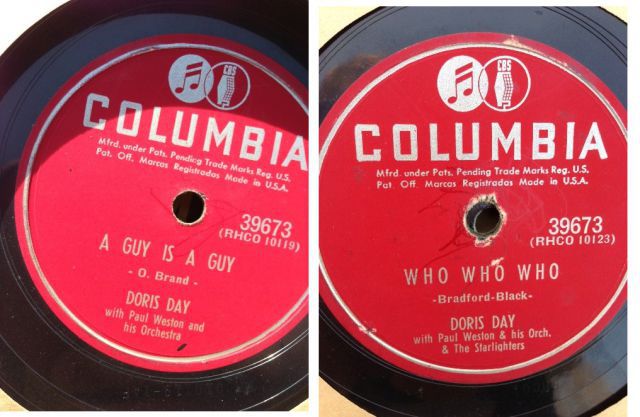 CBS
COLUMBIA
Mfrd. under Pats. Pending Trade Marks Reg. U.S.
Pat. Off. Marcas Registradas Made in U.S.A.
39673
(RHCO 10119)
A GUY IS A GUY
- O. Brand -
DORIS DAY
with Paul Weston and
his Orchestra
CBS
COLUMBIA
Mfrd. under Pats. Pending Trade Marks Reg. U.S.
Pat. Off. Marcas Registradas Made in U.S.A.
39673
(RHCO 10123)
WHO WHO WHO
-Bradford-Black-
DORIS DAY
with Paul Weston & his Orch.
& The Starlighters